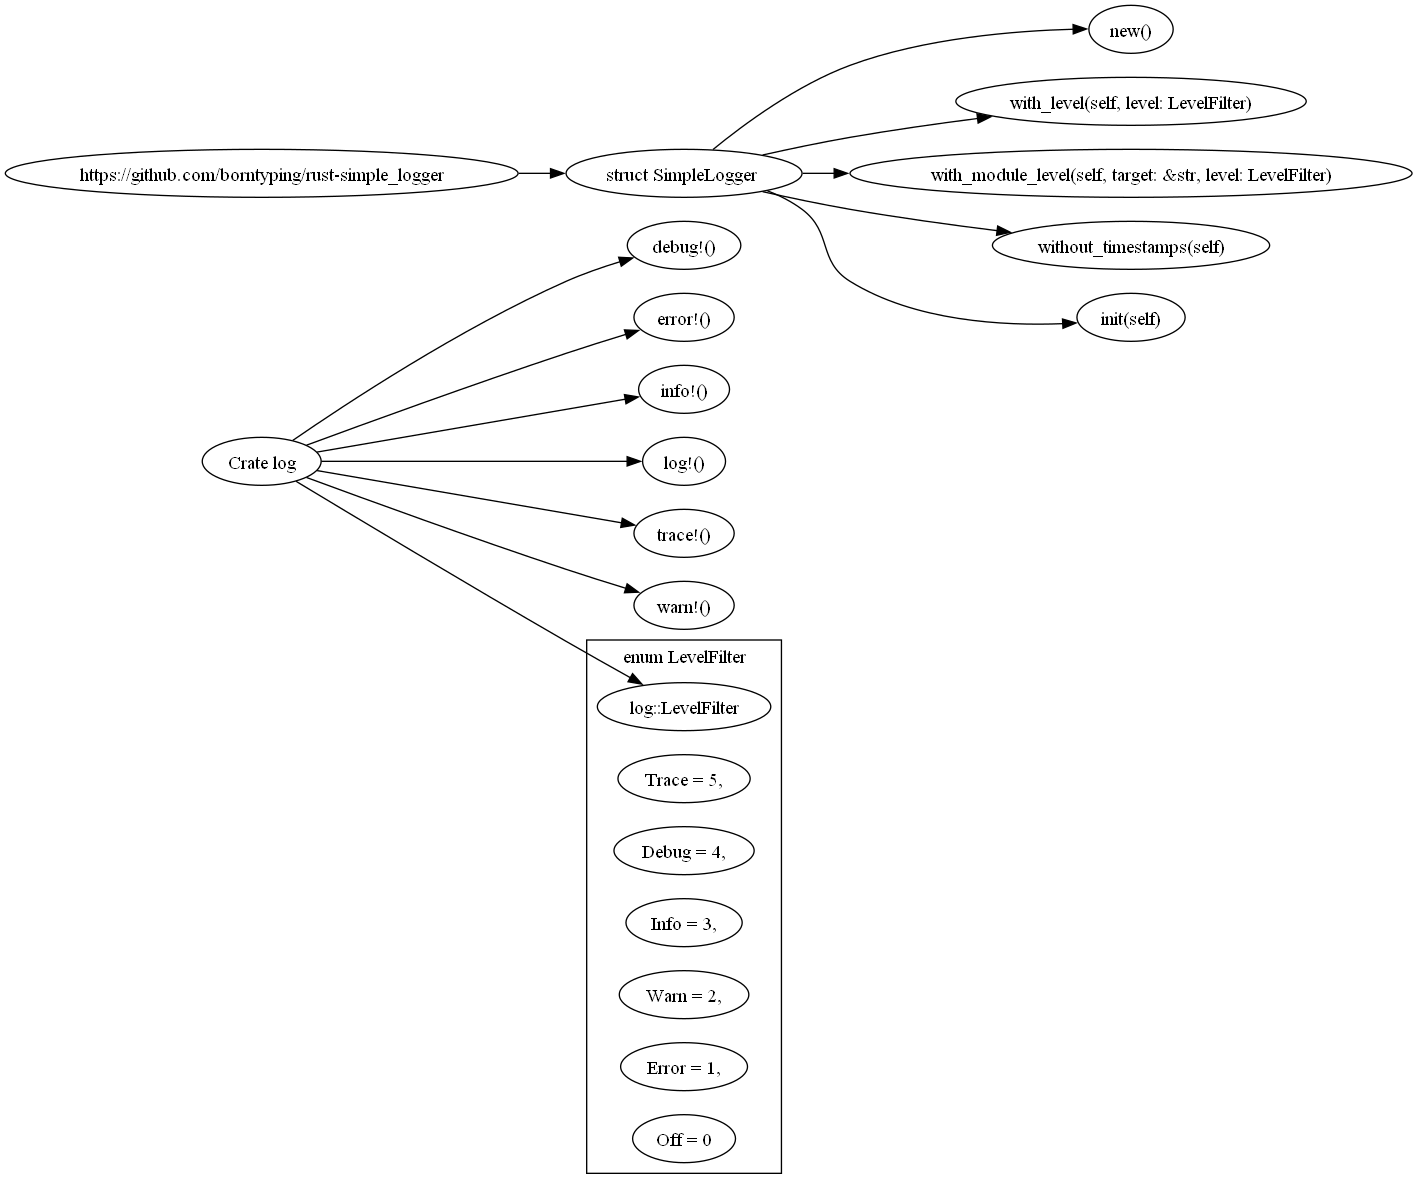 new()
with_level(self, level: LevelFilter)
https://github.com/borntyping/rust-simple_logger
struct SimpleLogger
with_module_level(self, target: &str, level: LevelFilter)
without_timestamps(self)
init(self)
debug!()
error!()
info!()
Crate log
log!()
trace!()
warn!()
enum LevelFilter
log::LevelFilter
Trace = 5,
Debug = 4,
Info = 3,
Warn = 2,
Error = 1,
Off = 0